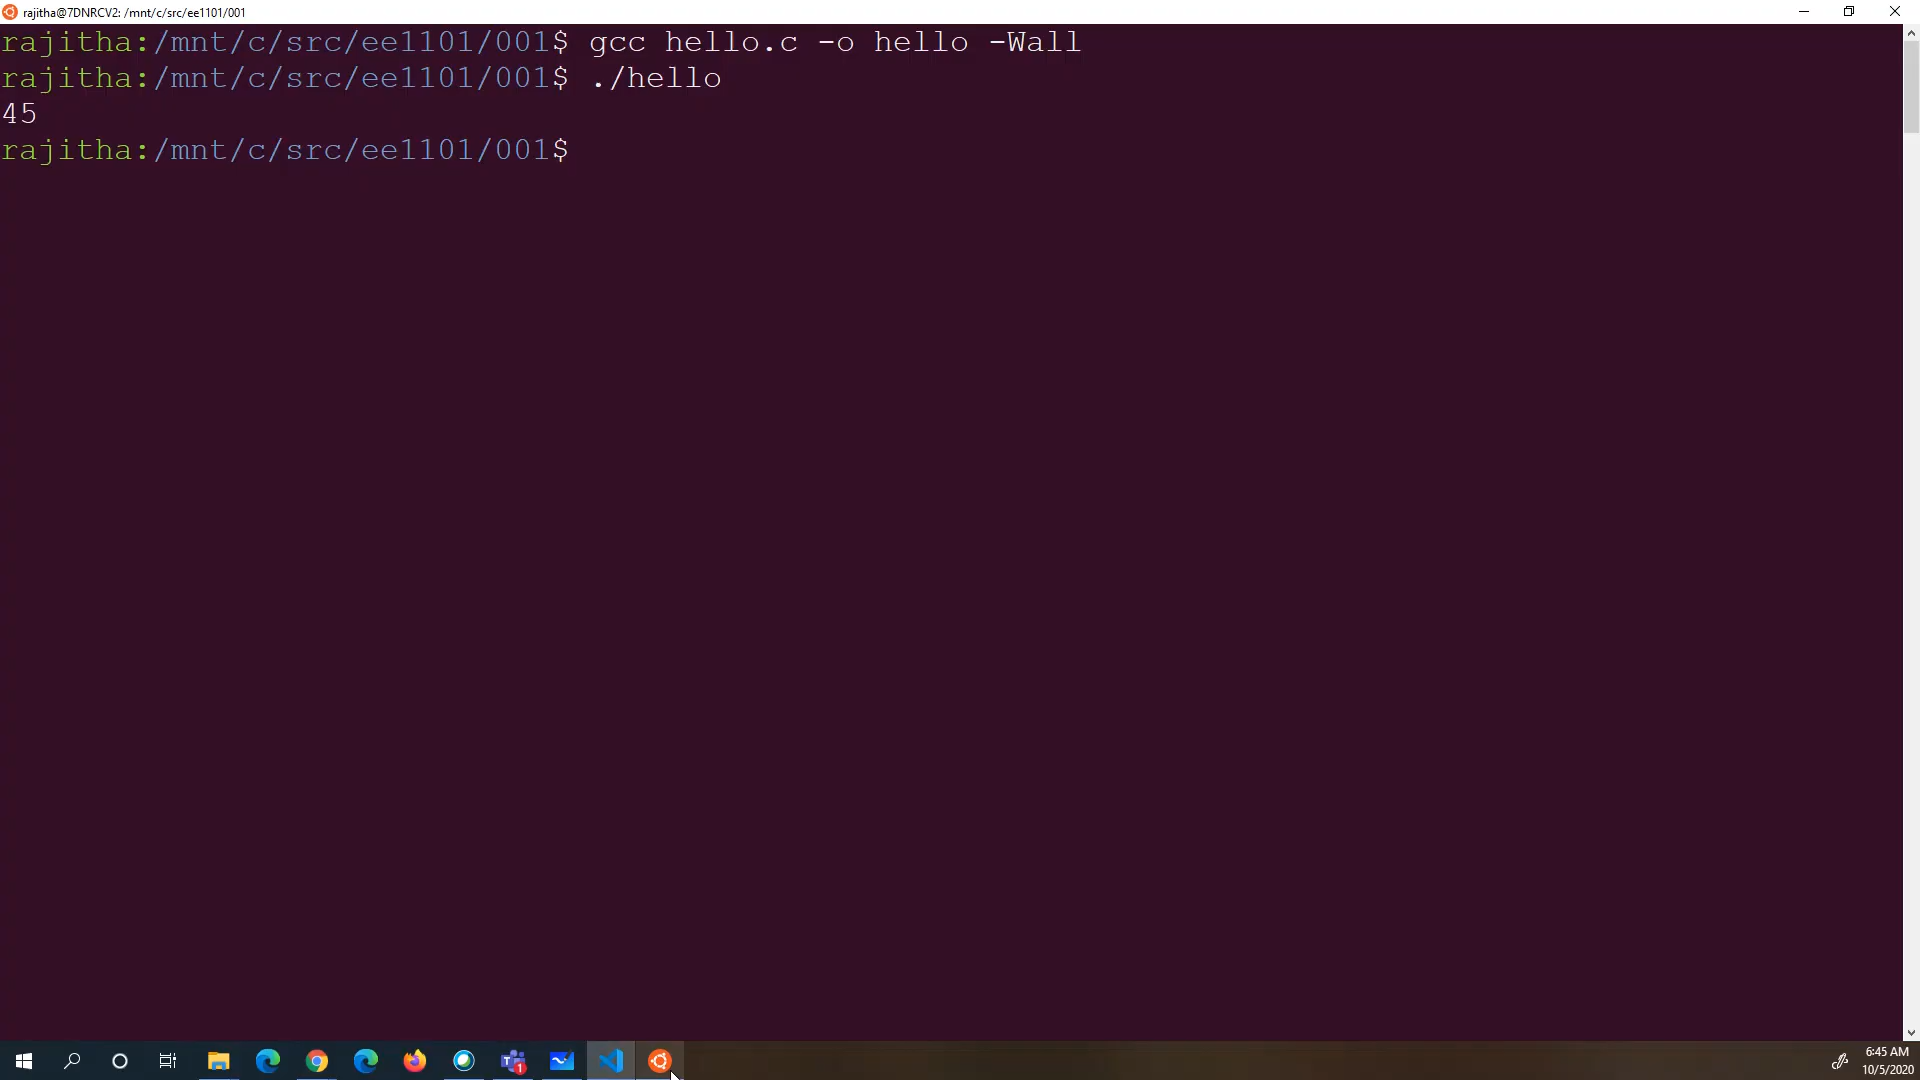 rajitha@7DNRCV2: /mnt/c/src/ee1101/001
rajitha:/mnt/c/src/ee1101/001$ gcc hello.c -o hello -Wall
rajitha:/mnt/c/src/ee1101/001$ ./hello
45
rajitha:/mnt/c/src/ee1101/001$
1
6:45 AM
10/5/2020